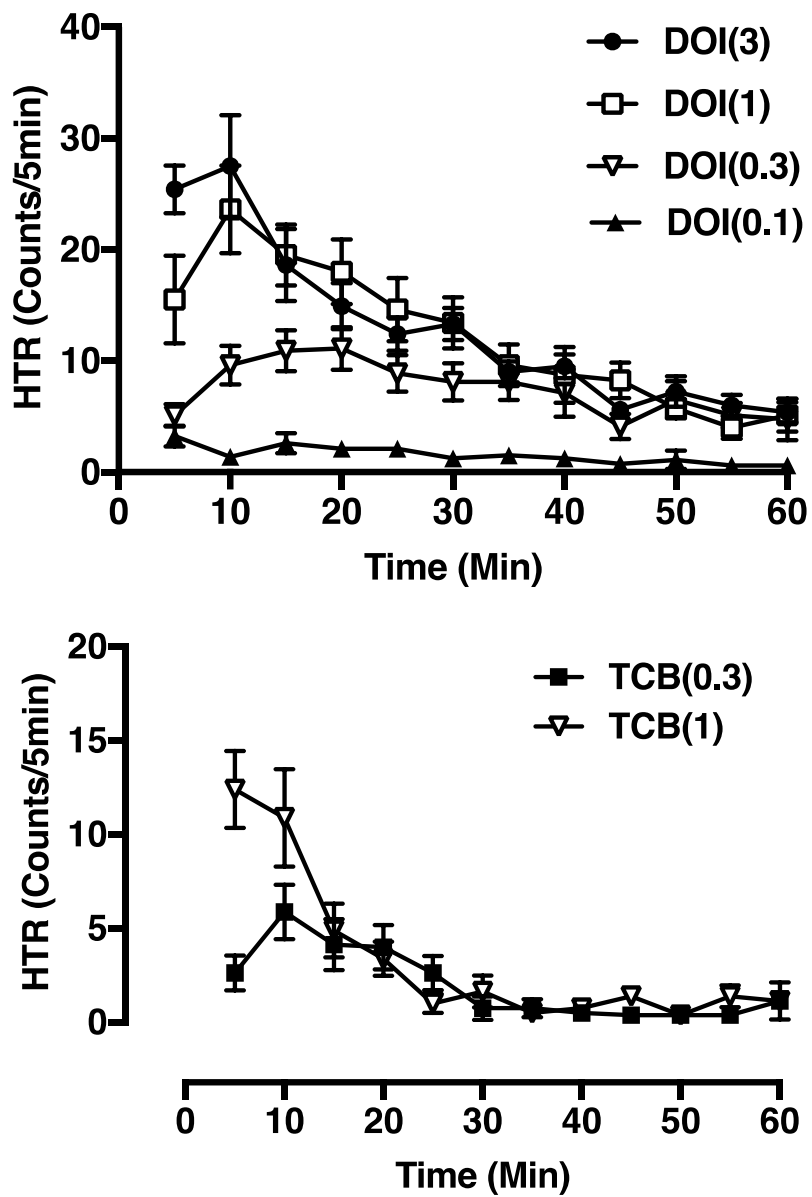 40
30
20
10
0
HTR (Counts/5min)
DOI(3)
DOI(1)
DOI(0.3)
DOI(0.1)
0 10 20 30 40 50 60
Time (Min)
20
15
10
5
0
HTR (Counts/5min)
TCB(0.3)
TCB(1)
0 10 20 30 40 50 60
Time (Min)